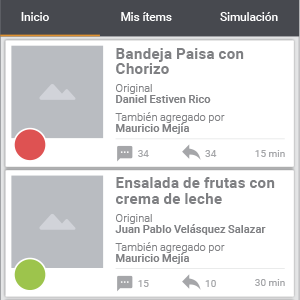 Inicio Mis ítems Simulación
Bandeja Paisa con
Chorizo
Original
Daniel Estiven Rico
También agregado por
Mauricio Mejía
34 34 15 min
Ensalada de frutas con
crema de leche
Original
Juan Pablo Velásquez Salazar
También agregado por
Mauricio Mejía
15 10 30 min